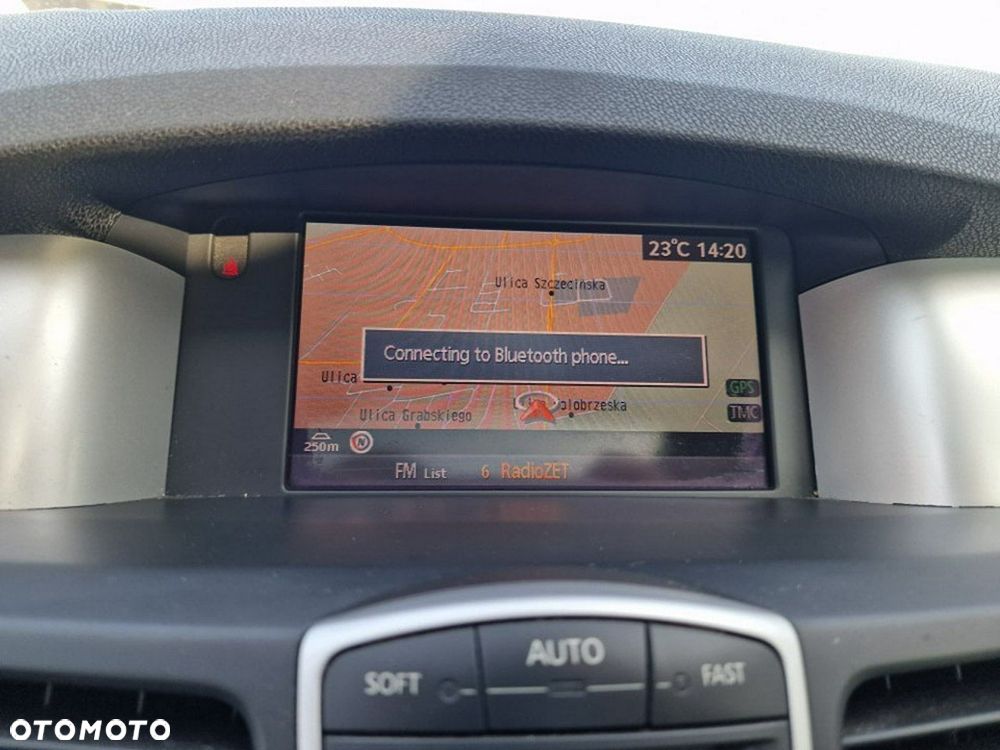 23°C 14:20
Ulica Szczecińska
Connecting to Bluetooth phone...
Ulica
GPS
Ulica Grabskiego
TMC
250m
N
FM List 6 RadioZET
SOFT
AUTO
FAST
OTOMOTO